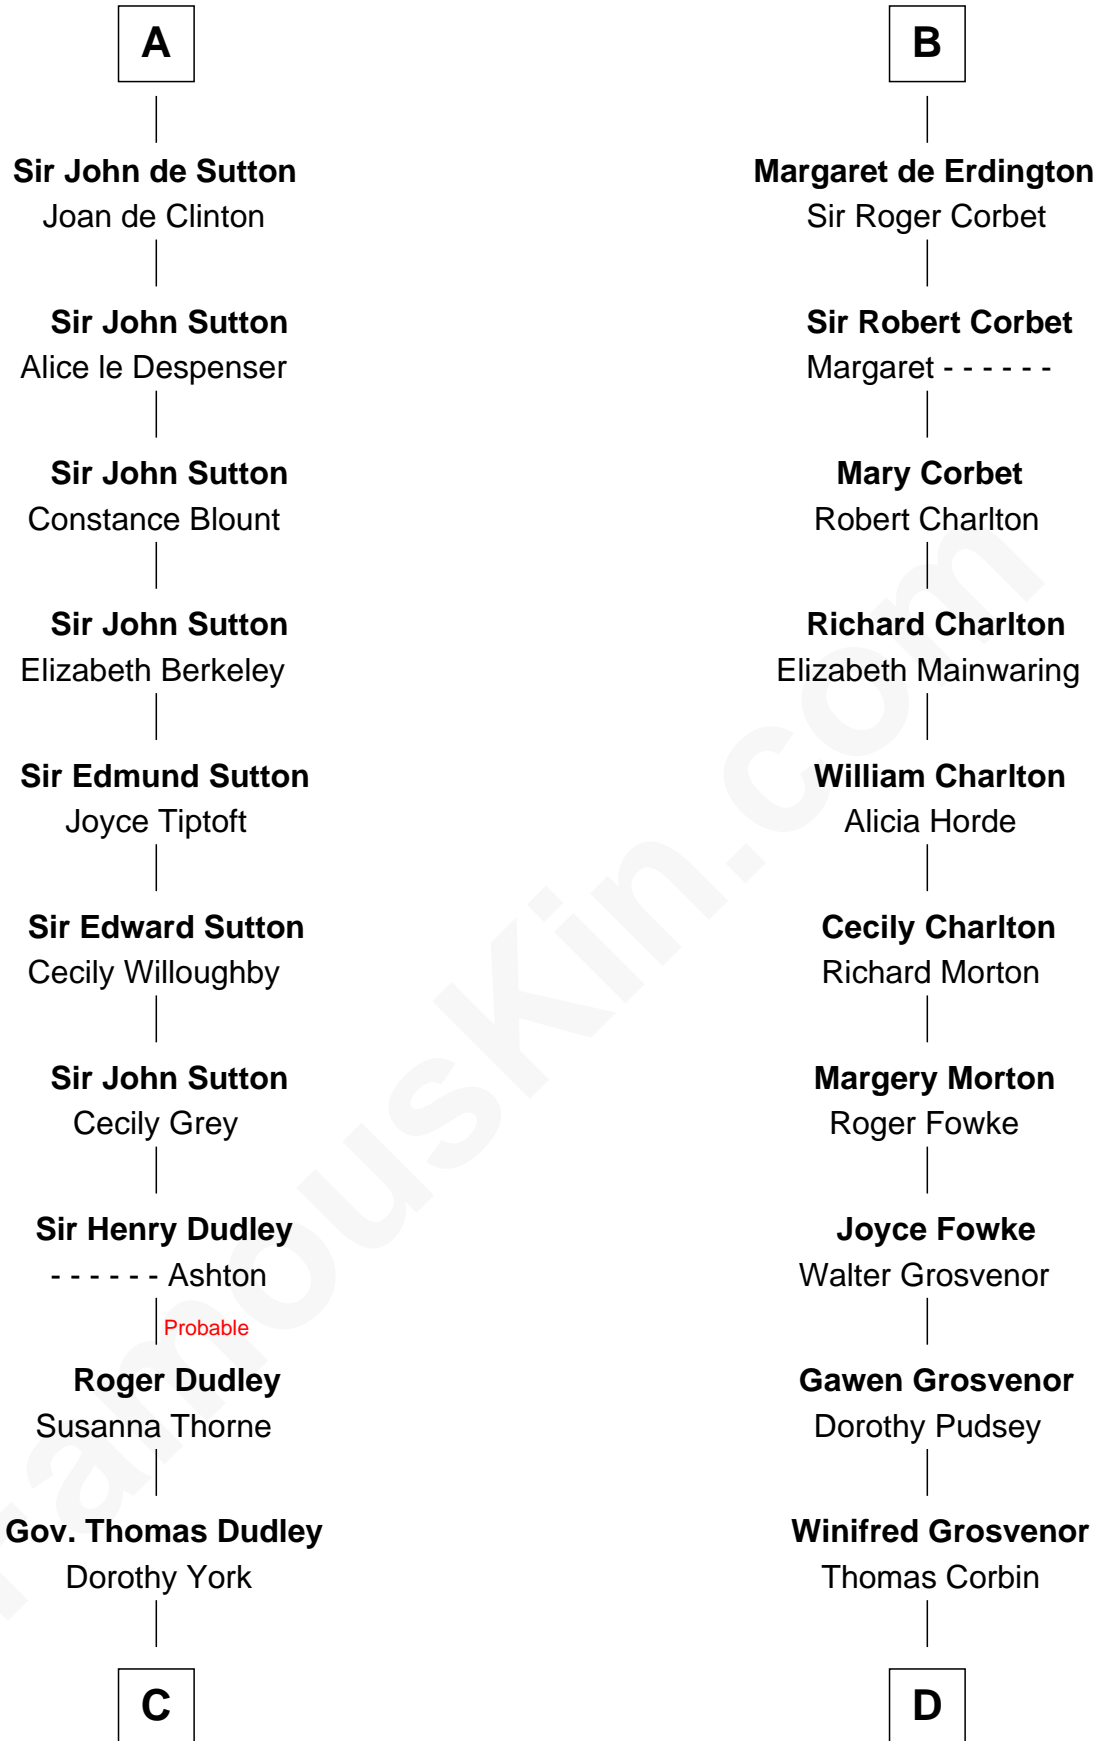 A
Sir John de Sutton
Joan de Clinton
Sir John Sutton
Alice le Despenser
Sir John Sutton
Constance Blount
Sir John Sutton
Elizabeth Berkeley
Sir Edmund Sutton
Joyce Tiptoft
Sir Edward Sutton
Cecily Willoughby
Sir John Sutton
Cecily Grey
Sir Henry Dudley
- - - - - - Ashton
Probable
Roger Dudley
Susanna Thorne
Gov. Thomas Dudley
Dorothy York
C
B
Margaret de Erdington
Sir Roger Corbet
Sir Robert Corbet
Margaret - - - - - -
Mary Corbet
Robert Charlton
Richard Charlton
Elizabeth Mainwaring
William Charlton
Alicia Horde
Cecily Charlton
Richard Morton
Margery Morton
Roger Fowke
Joyce Fowke
Walter Grosvenor
Gawen Grosvenor
Dorothy Pudsey
Winifred Grosvenor
Thomas Corbin
D
FamousKin.com